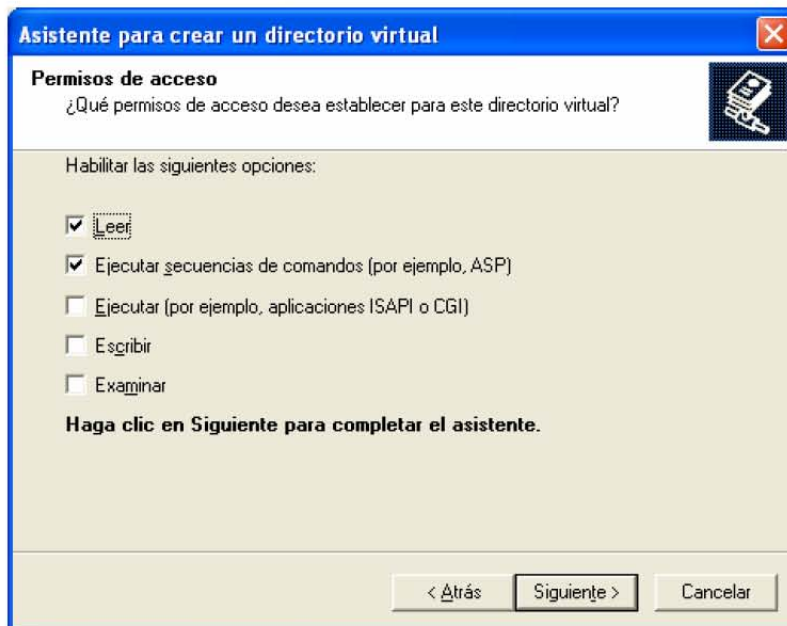 Asistente para crear un directorio virtual
Permisos de acceso
¿Qué permisos de acceso desea establecer para este directorio virtual?
Habilitar las siguientes opciones:
Leer
Ejecutar secuencias de comandos (por ejemplo, ASP)
Ejecutar (por ejemplo, aplicaciones ISAPI o CGI)
Escribir
Examinar
Haga clic en Siguiente para completar el asistente.
< Atrás Siguiente > Cancelar